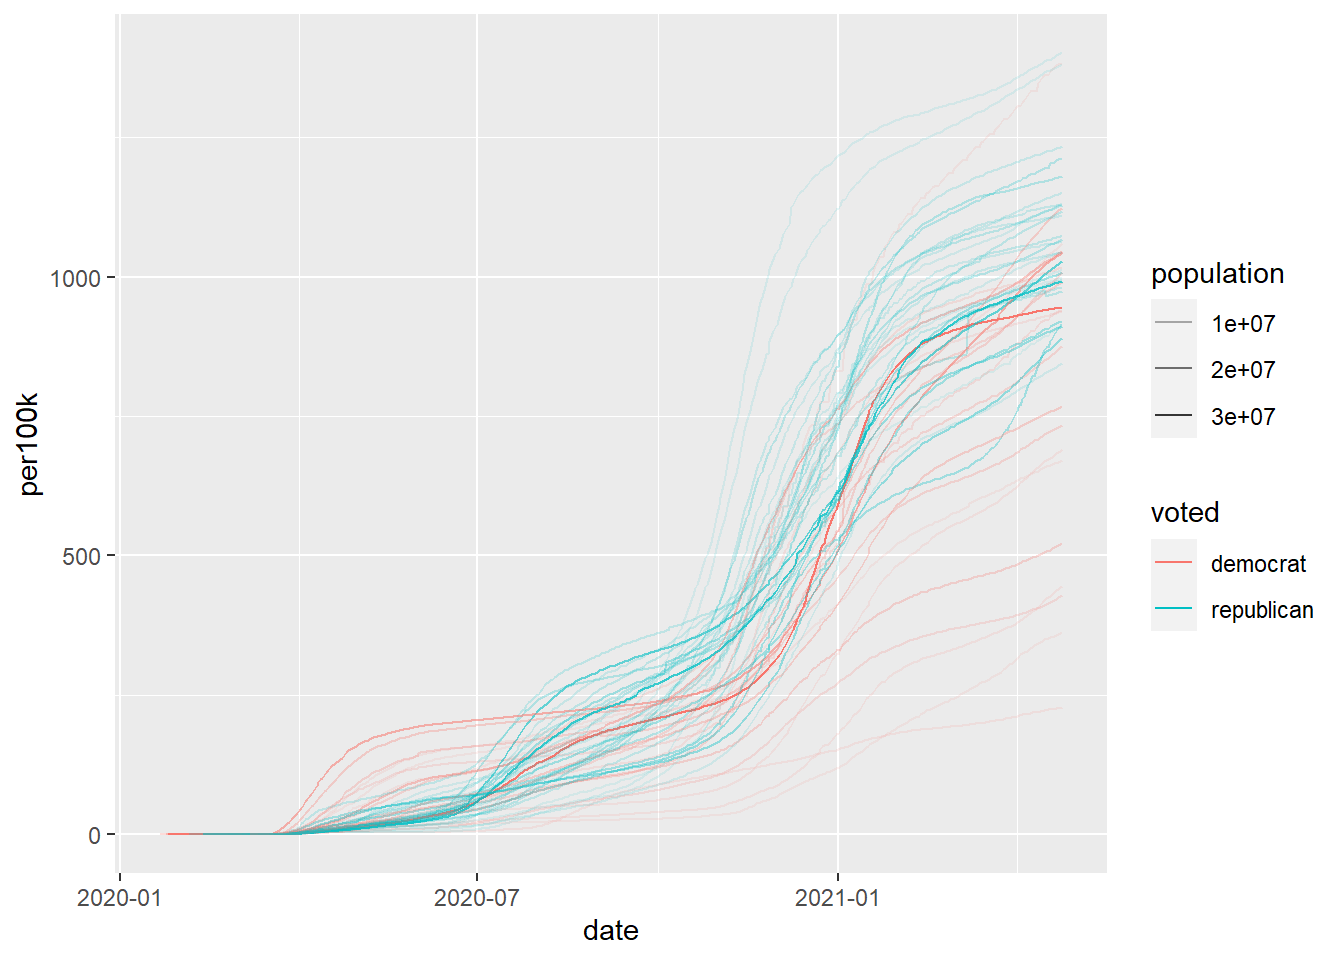 per100k
1000
500
0
2020-01
2020-07
2021-01
date
population
1e+07
2e+07
3e+07
voted
democrat
republican